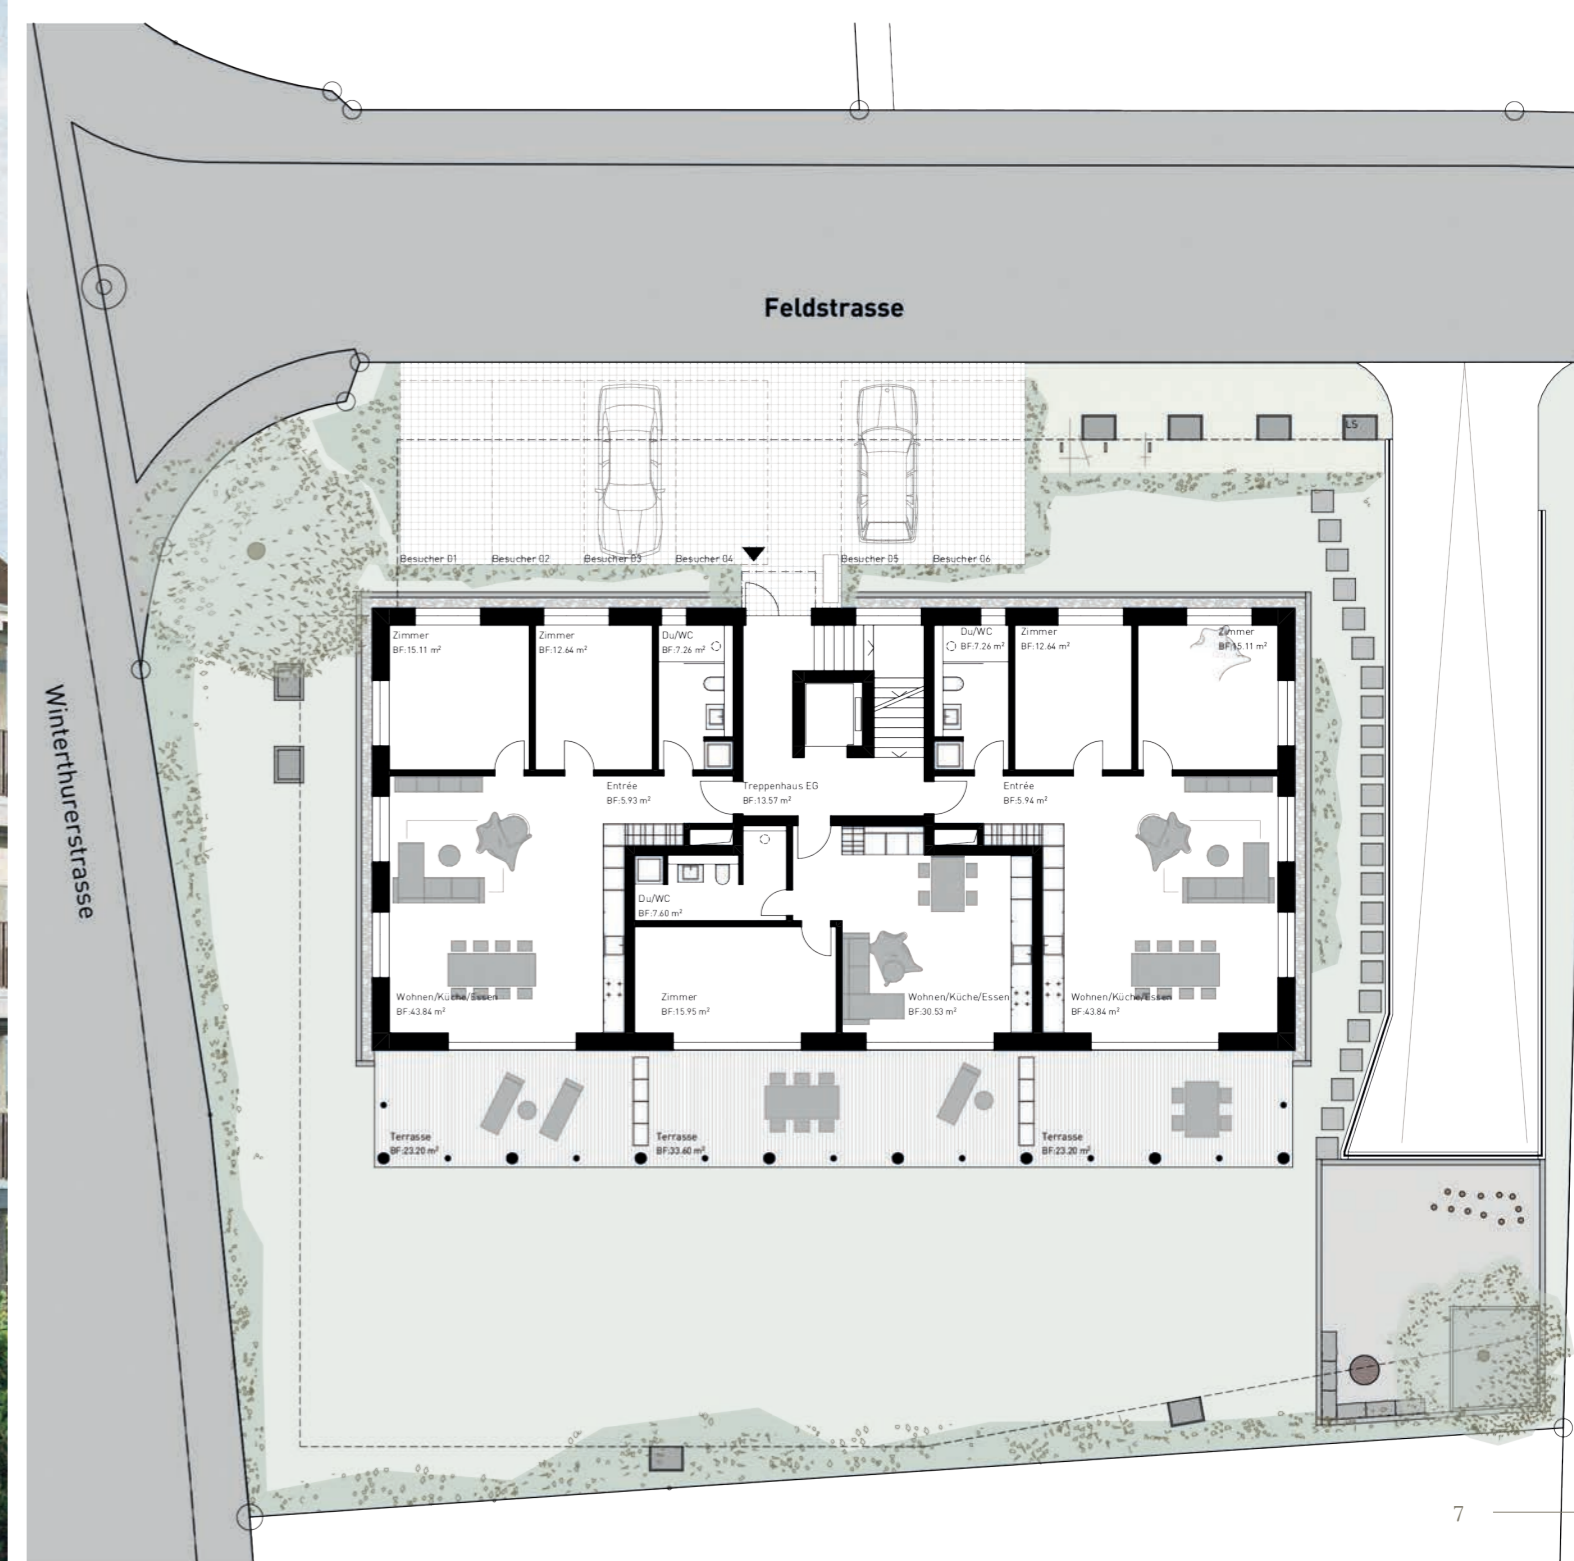 Feldstrasse
LS
Besucher 01
Besucher 02
Besucher 03
Besucher 04
Besucher 05
Besucher 06
Winterthurerstrasse
Zimmer
BF:15.11 m²
Zimmer
BF:12.64 m²
Du/WC
BF:7.26 m²
Du/WC
BF:7.26 m²
Zimmer
BF:12.64 m²
Zimmer
BF:15.11 m²
Entrée
BF:5.93 m²
Treppenhaus EG
BF:13.57 m²
Entrée
BF:5.94 m²
Du/WC
BF:7.60 m²
Wohnen/Küche/Essen
BF:43.84 m²
Zimmer
BF:15.95 m²
Wohnen/Küche/Essen
BF:30.53 m²
Wohnen/Küche/Essen
BF:43.84 m²
Terrasse
BF:23.20 m²
Terrasse
BF:33.60 m²
Terrasse
BF:23.20 m²
7